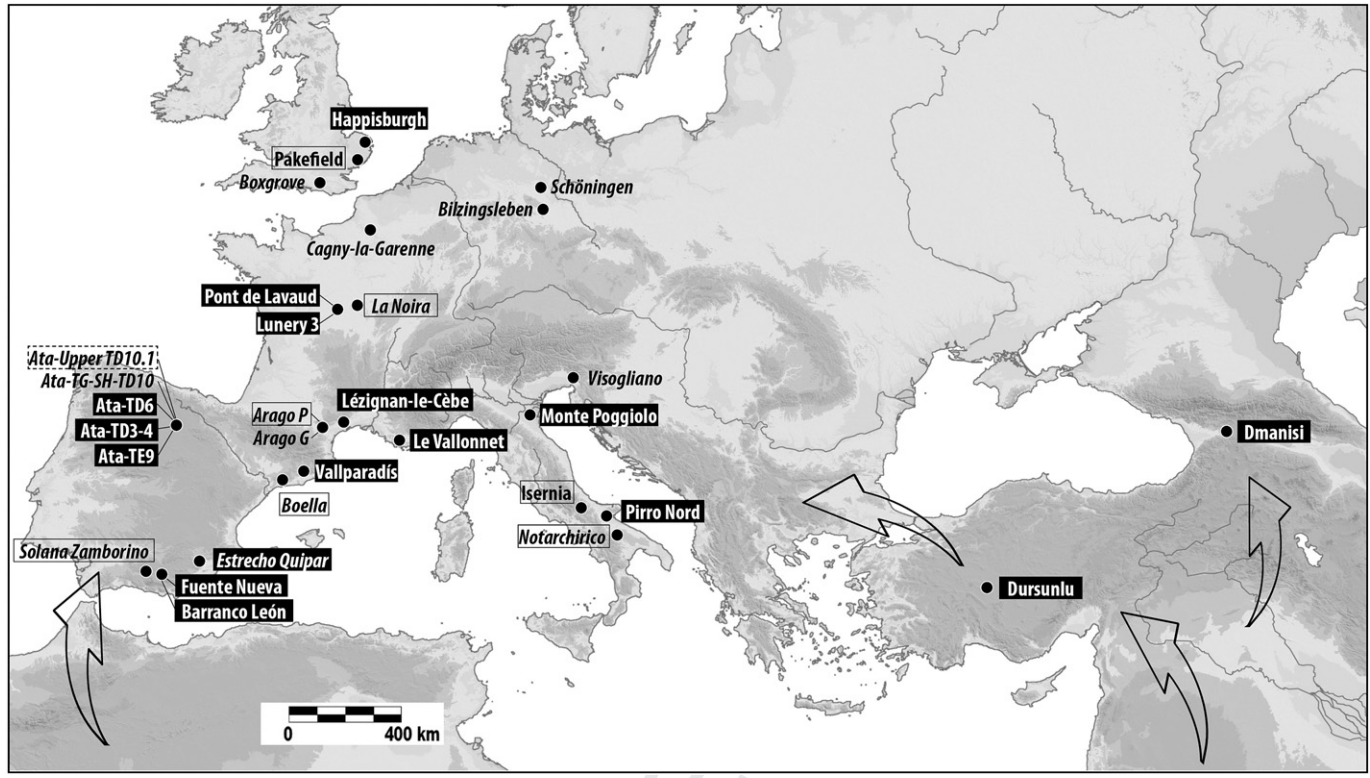 Happisburgh
Pakefield
Boxgrove
Schöningen
Bilzingsleben
Cagny-la-Garenne
Pont de Lavaud
La Noira
Lunery 3
Ata-Upper TD10.1
Ata-TG-SH-TD10
Ata-TD6
Ata-TD3-4
Ata-TE9
Visogliano
Lézignan-le-Cèbe
Arago P
Arago G
Monte Poggiolo
Le Vallonnet
Dmanisi
Vallparadís
Boella
Isernia
Pirro Nord
Notarchirico
Solana Zamborino
Estrecho Quipar
Fuente Nueva
Barranco León
Dursunlu
0 400 km